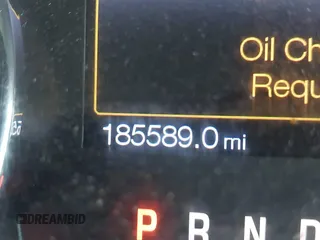 Oil Ch
Requ
185589.0 mi
P R N D
DREAMBID